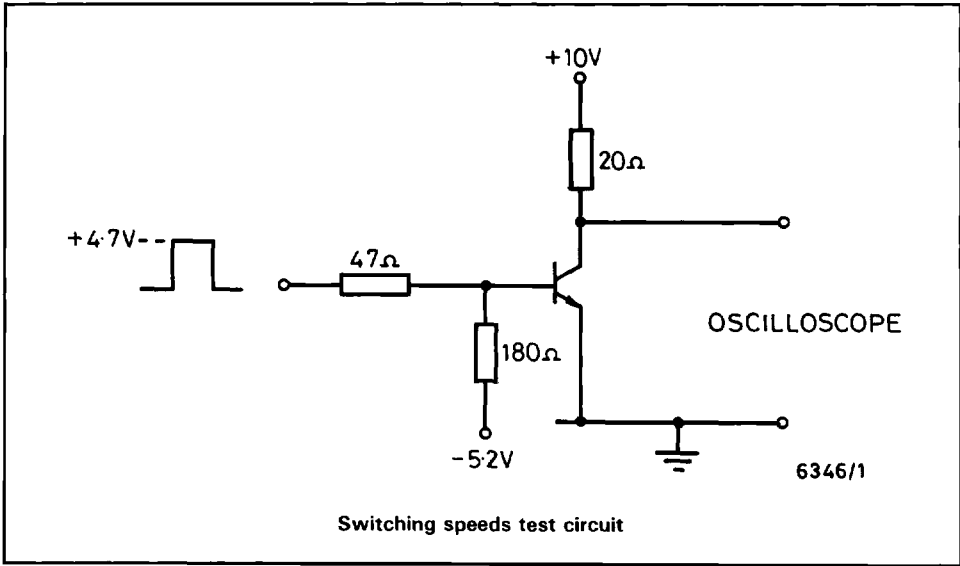 +10V
20Ω
+4·7V
47Ω
180Ω
OSCILLOSCOPE
-5·2V
6346/1
Switching speeds test circuit